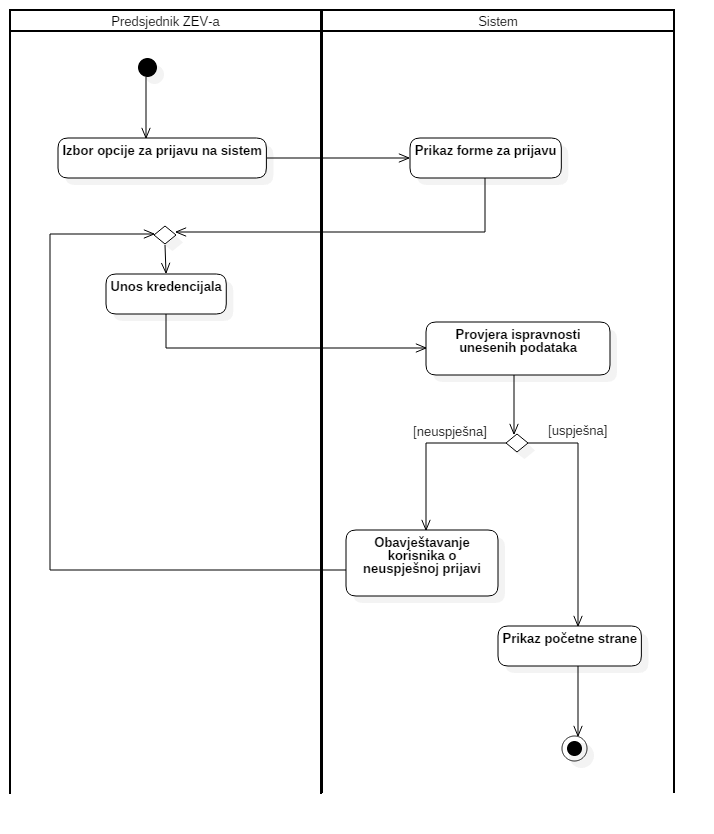 Predsjednik ZEV-a
Sistem
Izbor opcije za prijavu na sistem
Prikaz forme za prijavu
Unos kredencijala
Provjera ispravnosti
unesenih podataka
[neuspješna]
[uspješna]
Obavještavanje
korisnika o
neuspješnoj prijavi
Prikaz početne strane